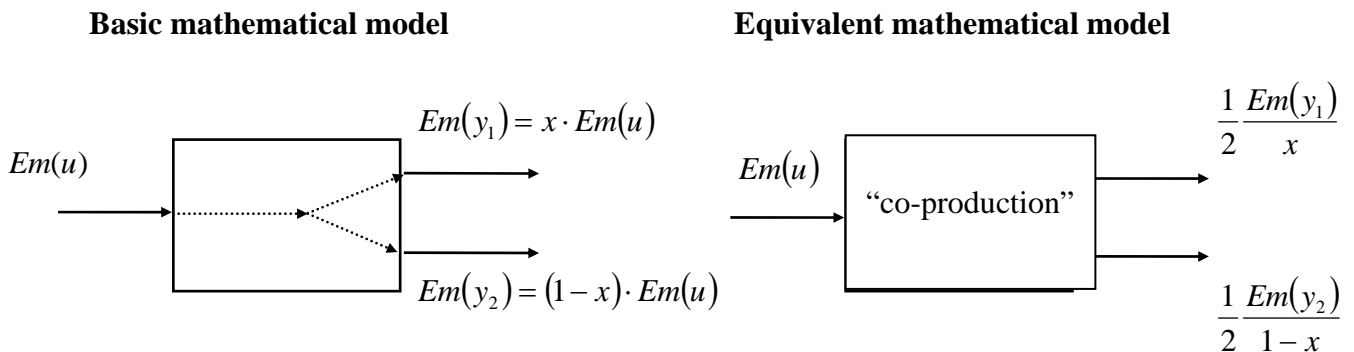 Basic mathematical model
Equivalent mathematical model
Em(u)
Em(y₁) = x · Em(u)
Em(y₂) = (1 − x) · Em(u)
Em(u)
“co-production”
1/2 Em(y₁)/x
1/2 Em(y₂)/(1 − x)